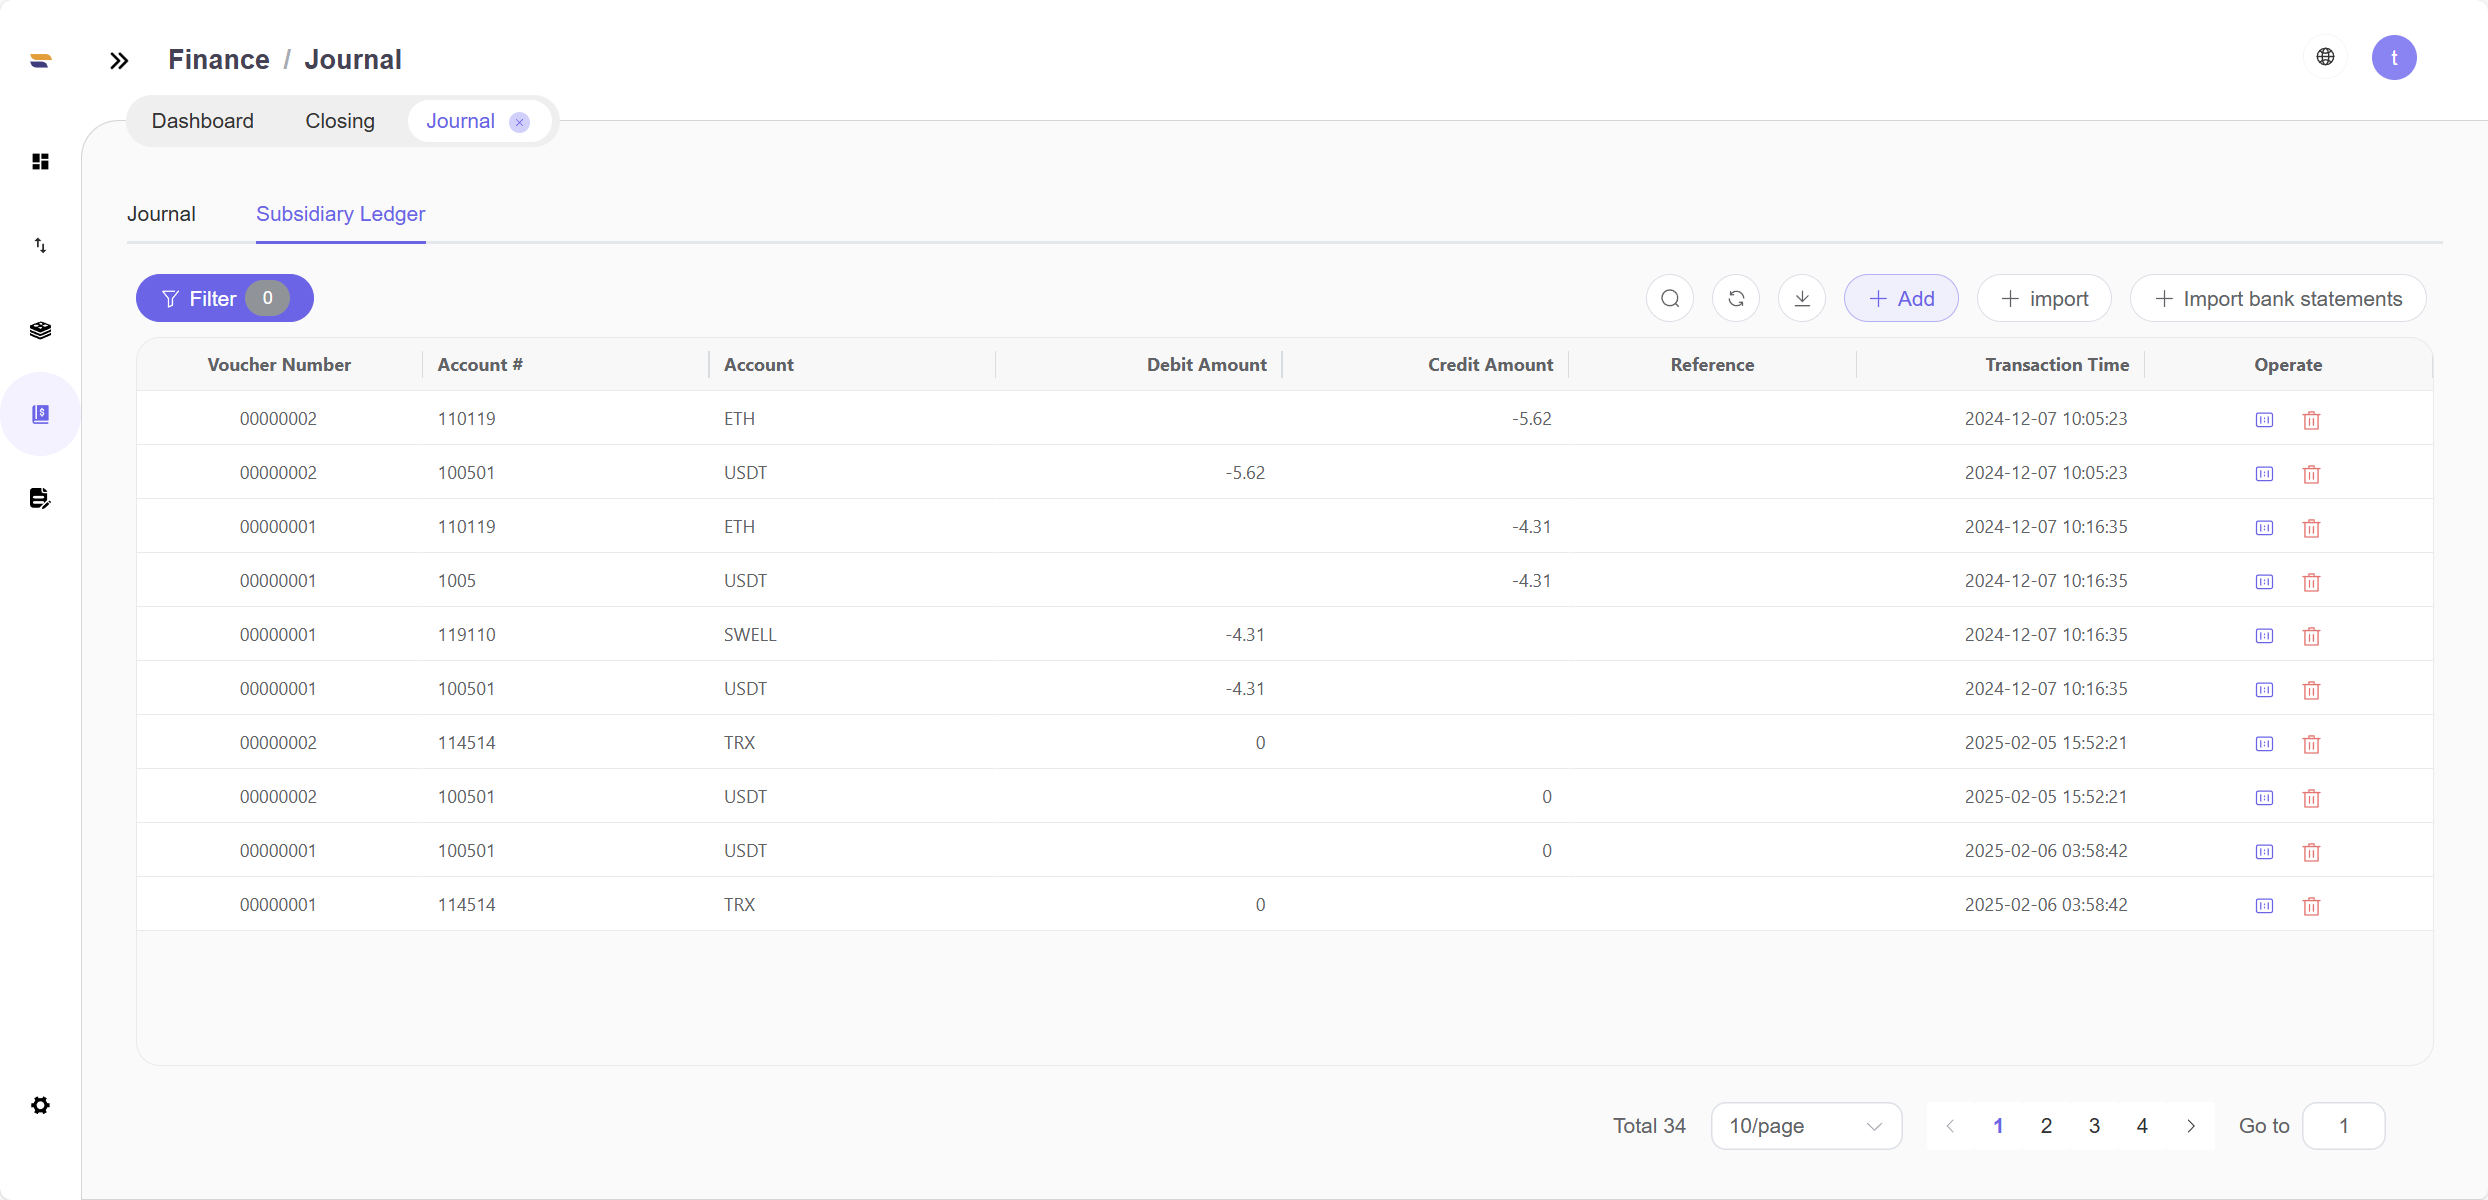 Finance / Journal
t
Dashboard Closing Journal
Journal Subsidiary Ledger
Filter 0 Add import Import bank statements
Voucher Number Account # Account Debit Amount Credit Amount Reference Transaction Time Operate
00000002 110119 ETH -5.62 2024-12-07 10:05:23
00000002 100501 USDT -5.62 2024-12-07 10:05:23
00000001 110119 ETH -4.31 2024-12-07 10:16:35
00000001 1005 USDT -4.31 2024-12-07 10:16:35
00000001 119110 SWELL -4.31 2024-12-07 10:16:35
00000001 100501 USDT -4.31 2024-12-07 10:16:35
00000002 114514 TRX 0 2025-02-05 15:52:21
00000002 100501 USDT 0 2025-02-05 15:52:21
00000001 100501 USDT 0 2025-02-06 03:58:42
00000001 114514 TRX 0 2025-02-06 03:58:42
Total 34 10/page 1 2 3 4 Go to 1